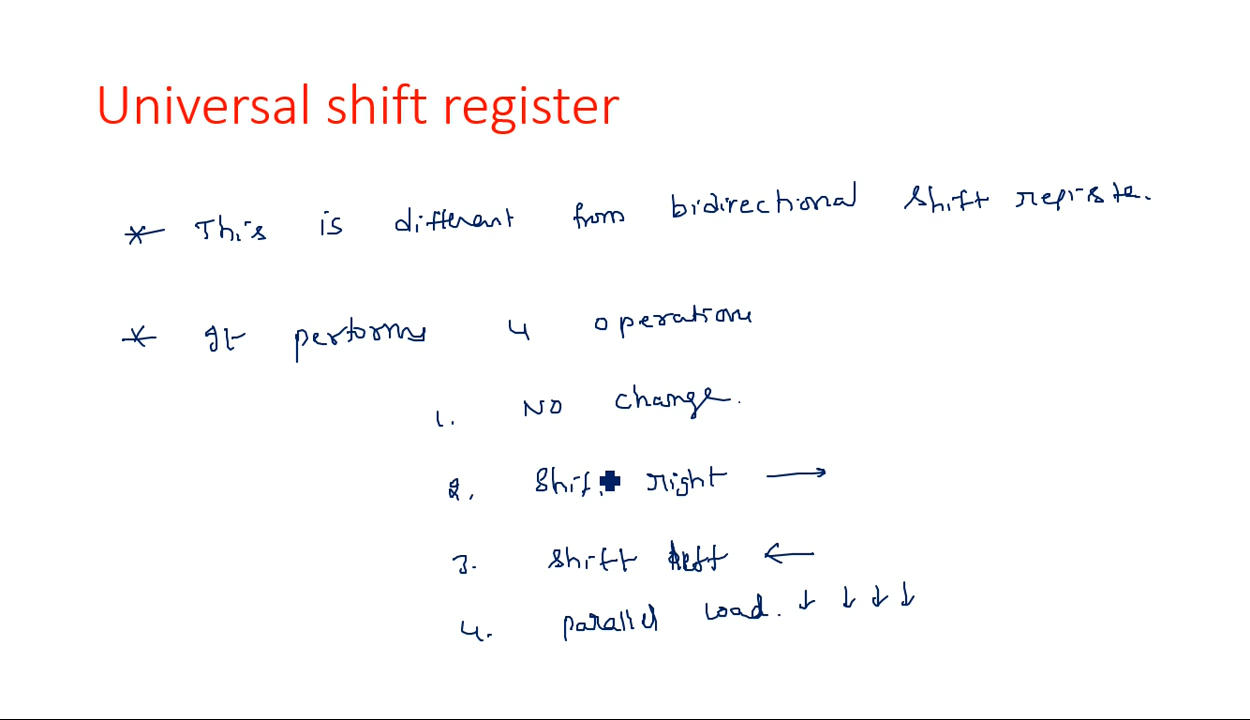 Universal shift register
* This is different from bidirectional shift registe.
* It performs 4 operations
1. No change.
2. Shift right →
3. Shift left ←
4. parallel load. ↓ ↓ ↓ ↓